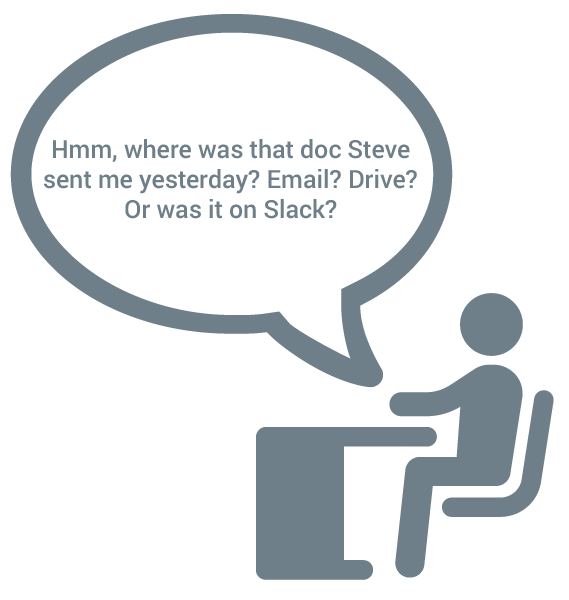 Hmm, where was that doc Steve
sent me yesterday? Email? Drive?
Or was it on Slack?